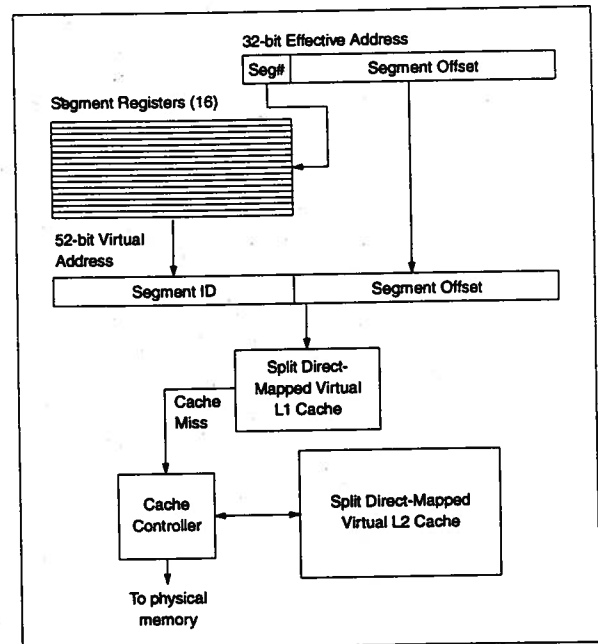 32-bit Effective Address
Seg#
Segment Offset
Segment Registers (16)
52-bit Virtual
Address
Segment ID
Segment Offset
Split Direct-
Mapped Virtual
L1 Cache
Cache
Miss
Cache
Controller
Split Direct-Mapped
Virtual L2 Cache
To physical
memory